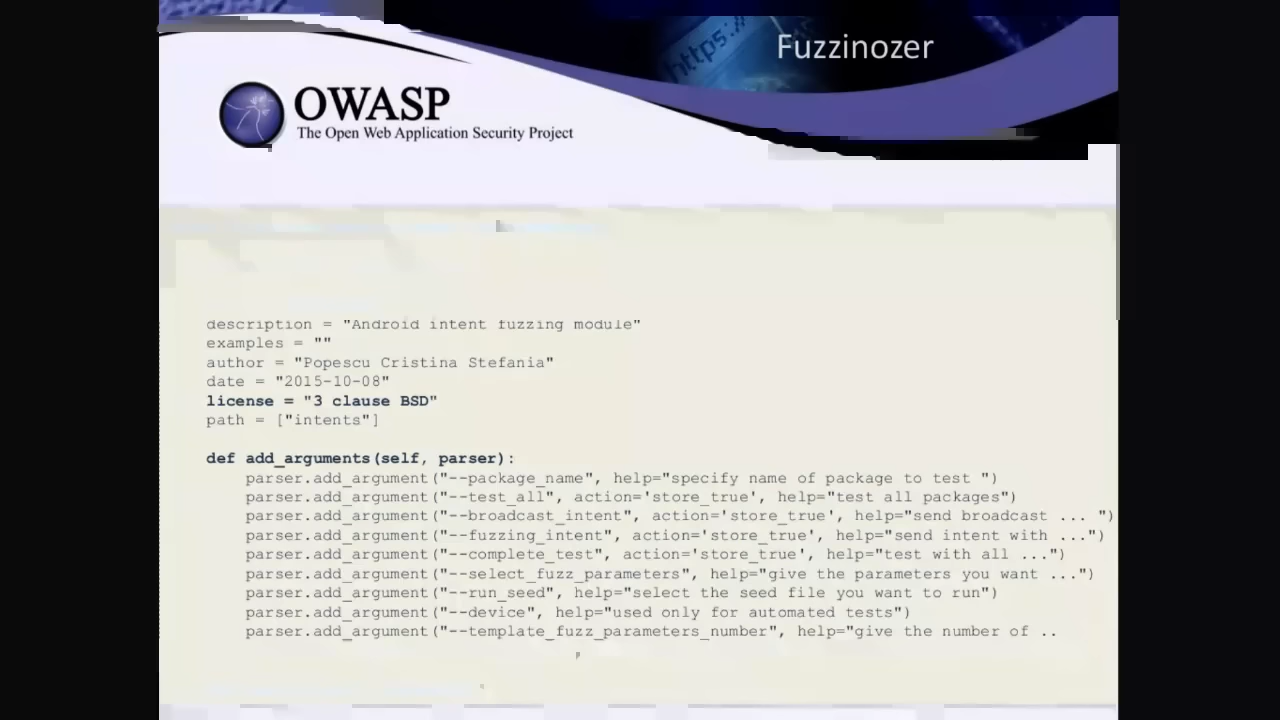 https://
Fuzzinozer
OWASP
The Open Web Application Security Project
description = "Android intent fuzzing module"
examples = ""
author = "Popescu Cristina Stefania"
date = "2015-10-08"
license = "3 clause BSD"
path = ["intents"]
def add_arguments(self, parser):
parser.add_argument("--package_name", help="specify name of package to test ")
parser.add_argument("--test_all", action='store_true', help="test all packages")
parser.add_argument("--broadcast_intent", action='store_true', help="send broadcast ... ")
parser.add_argument("--fuzzing_intent", action='store_true', help="send intent with ...")
parser.add_argument("--complete_test", action='store_true', help="test with all ...")
parser.add_argument("--select_fuzz_parameters", help="give the parameters you want ...")
parser.add_argument("--run_seed", help="select the seed file you want to run")
parser.add_argument("--device", help="used only for automated tests")
parser.add_argument("--template_fuzz_parameters_number", help="give the number of ..